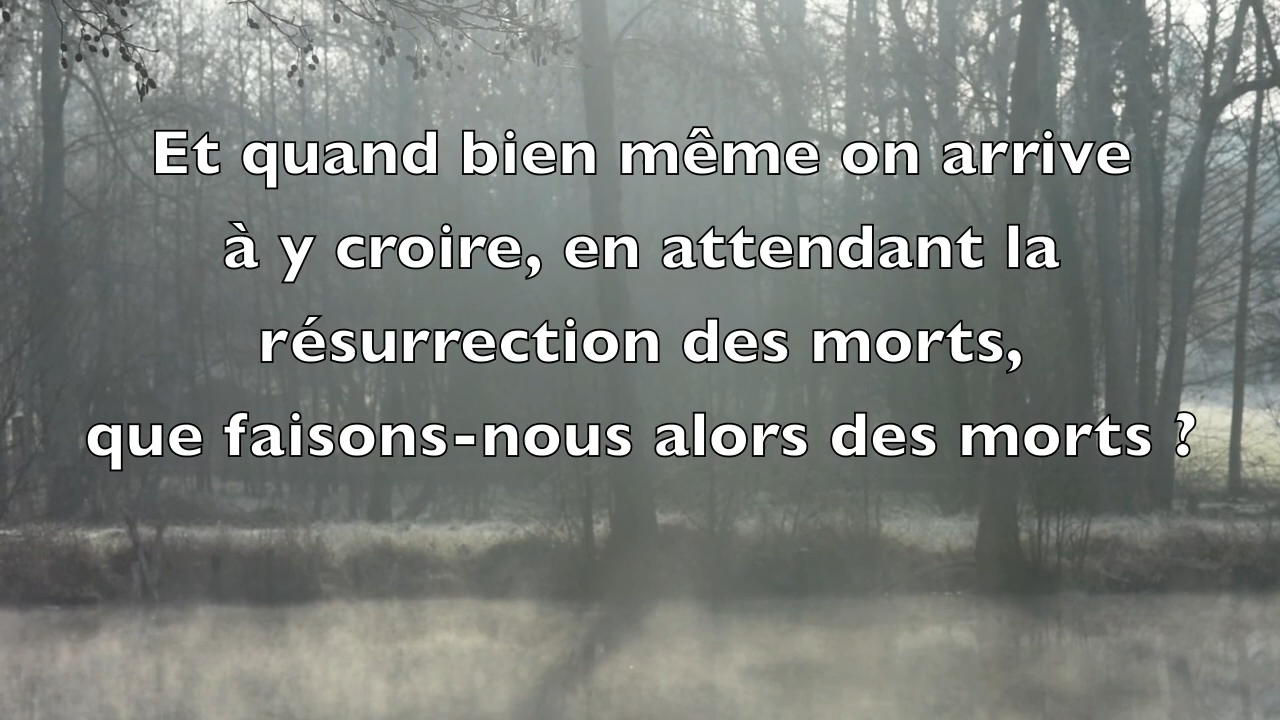 Et quand bien même on arrive
à y croire, en attendant la
résurrection des morts,
que faisons-nous alors des morts ?